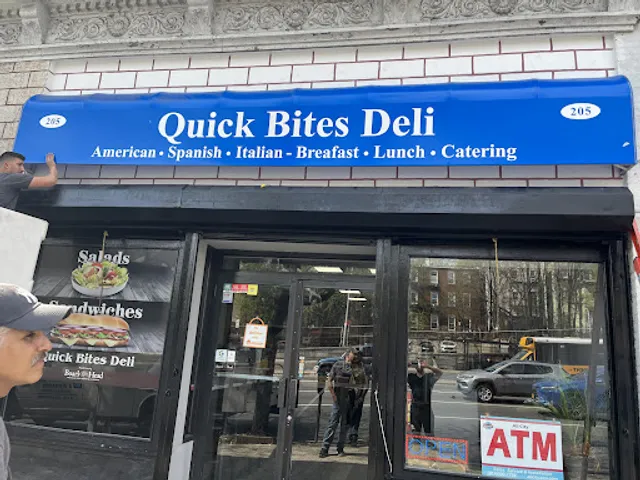 205
Quick Bites Deli
205
American • Spanish • Italian - Breafast • Lunch • Catering
Salads
Sandwiches
Quick Bites Deli
Boar's Head
ATM